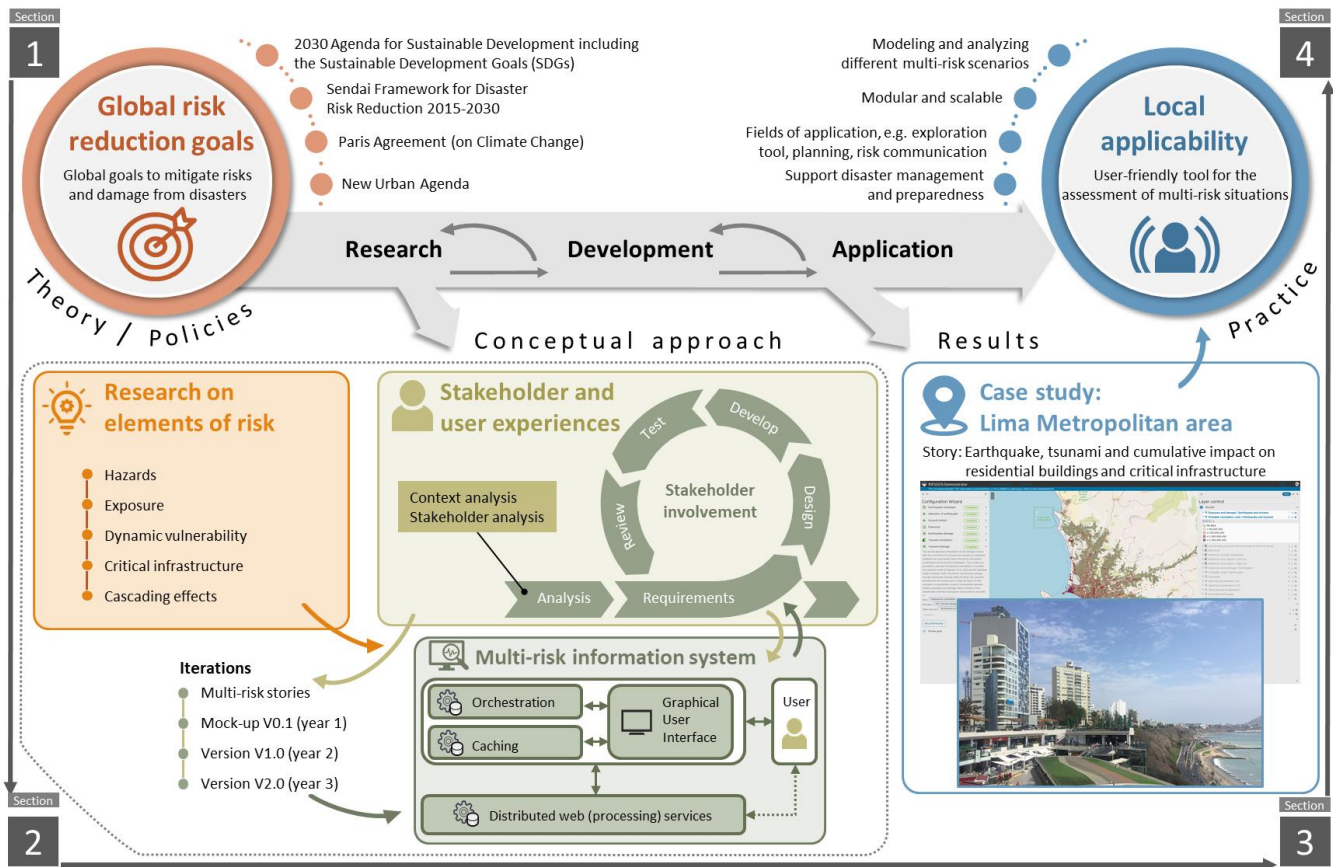 Section
1
Global risk
reduction goals
Global goals to mitigate risks
and damage from disasters
2030 Agenda for Sustainable Development including
the Sustainable Development Goals (SDGs)
Sendai Framework for Disaster
Risk Reduction 2015-2030
Paris Agreement (on Climate Change)
New Urban Agenda
Modeling and analyzing
different multi-risk scenarios
Modular and scalable
Fields of application, e.g. exploration
tool, planning, risk communication
Support disaster management
and preparedness
Section
4
Local
applicability
User-friendly tool for the
assessment of multi-risk situations
Theory / Policies
Research
Development
Application
Practice
Conceptual approach
Results
Research on
elements of risk
Hazards
Exposure
Dynamic vulnerability
Critical infrastructure
Cascading effects
Stakeholder and
user experiences
Context analysis
Stakeholder analysis
Test
Develop
Design
Review
Stakeholder
involvement
Analysis
Requirements
Iterations
Multi-risk stories
Mock-up V0.1 (year 1)
Version V1.0 (year 2)
Version V2.0 (year 3)
Multi-risk information system
Orchestration
Caching
Graphical
User
Interface
User
Distributed web (processing) services
Case study:
Lima Metropolitan area
Story: Earthquake, tsunami and cumulative impact on
residential buildings and critical infrastructure
Configuration Wizard
Layer control
Section
2
Section
3